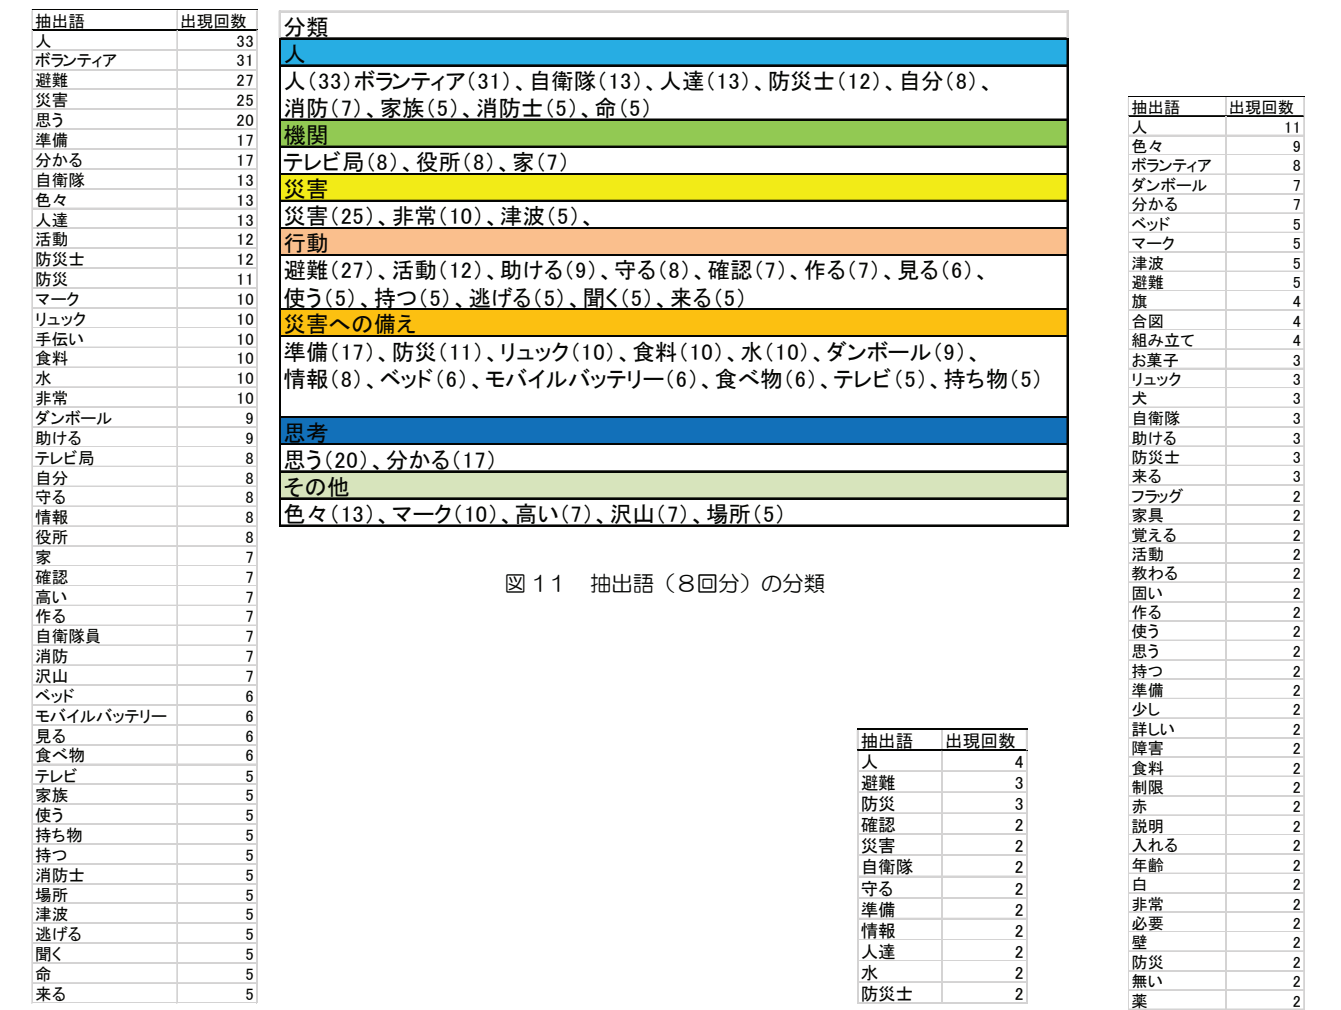 抽出語 出現回数
人 33
ボランティア 31
避難 27
災害 25
思う 20
準備 17
分かる 17
自衛隊 13
色々 13
人達 13
活動 12
防災士 12
防災 11
マーク 10
リュック 10
手伝い 10
食料 10
水 10
非常 10
ダンボール 9
助ける 9
テレビ局 8
自分 8
守る 8
情報 8
役所 8
家 7
確認 7
高い 7
作る 7
自衛隊員 7
消防 7
沢山 7
ベッド 6
モバイルバッテリー 6
見る 6
食べ物 6
テレビ 5
家族 5
使う 5
持ち物 5
持つ 5
消防士 5
場所 5
津波 5
逃げる 5
聞く 5
命 5
来る 5
分類
人
人(33)ボランティア(31)、自衛隊(13)、人達(13)、防災士(12)、自分(8)、
消防(7)、家族(5)、消防士(5)、命(5)
機関
テレビ局(8)、役所(8)、家(7)
災害
災害(25)、非常(10)、津波(5)、
行動
避難(27)、活動(12)、助ける(9)、守る(8)、確認(7)、作る(7)、見る(6)、
使う(5)、持つ(5)、逃げる(5)、聞く(5)、来る(5)
災害への備え
準備(17)、防災(11)、リュック(10)、食料(10)、水(10)、ダンボール(9)、
情報(8)、ベッド(6)、モバイルバッテリー(6)、食べ物(6)、テレビ(5)、持ち物(5)
思考
思う(20)、分かる(17)
その他
色々(13)、マーク(10)、高い(7)、沢山(7)、場所(5)
図11 抽出語(8回分)の分類
抽出語 出現回数
人 4
避難 3
防災 3
確認 2
災害 2
自衛隊 2
守る 2
準備 2
情報 2
人達 2
水 2
防災士 2
抽出語 出現回数
人 11
色々 9
ボランティア 8
ダンボール 7
分かる 7
ベッド 5
マーク 5
津波 5
避難 5
旗 4
合図 4
組み立て 4
お菓子 3
リュック 3
犬 3
自衛隊 3
助ける 3
防災士 3
来る 3
フラッグ 2
家具 2
覚える 2
活動 2
教わる 2
固い 2
作る 2
使う 2
思う 2
持つ 2
準備 2
少し 2
詳しい 2
障害 2
食料 2
制限 2
赤 2
説明 2
入れる 2
年齢 2
白 2
非常 2
必要 2
壁 2
防災 2
無い 2
薬 2